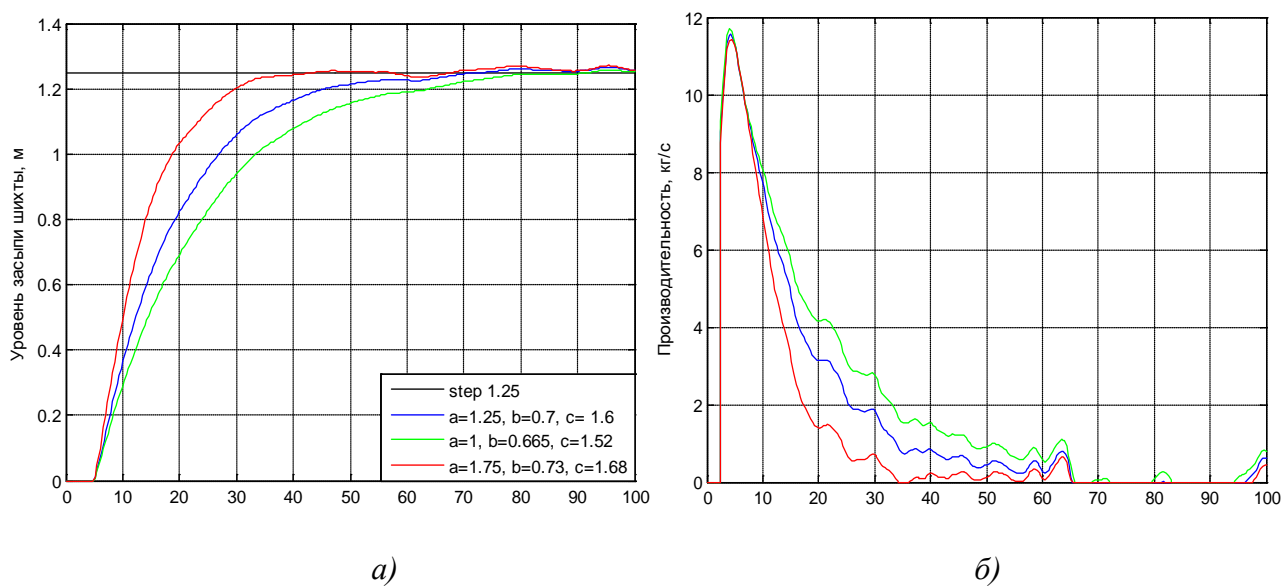 1.4
1.2
1
0.8
0.6
0.4
0.2
0
Уровень засыпи шихты, м
0 10 20 30 40 50 60 70 80 90 100
step 1.25
a=1.25, b=0.7, c= 1.6
a=1, b=0.665, c=1.52
a=1.75, b=0.73, c=1.68
а)
12
10
8
6
4
2
0
Производительность, кг/с
0 10 20 30 40 50 60 70 80 90 100
б)